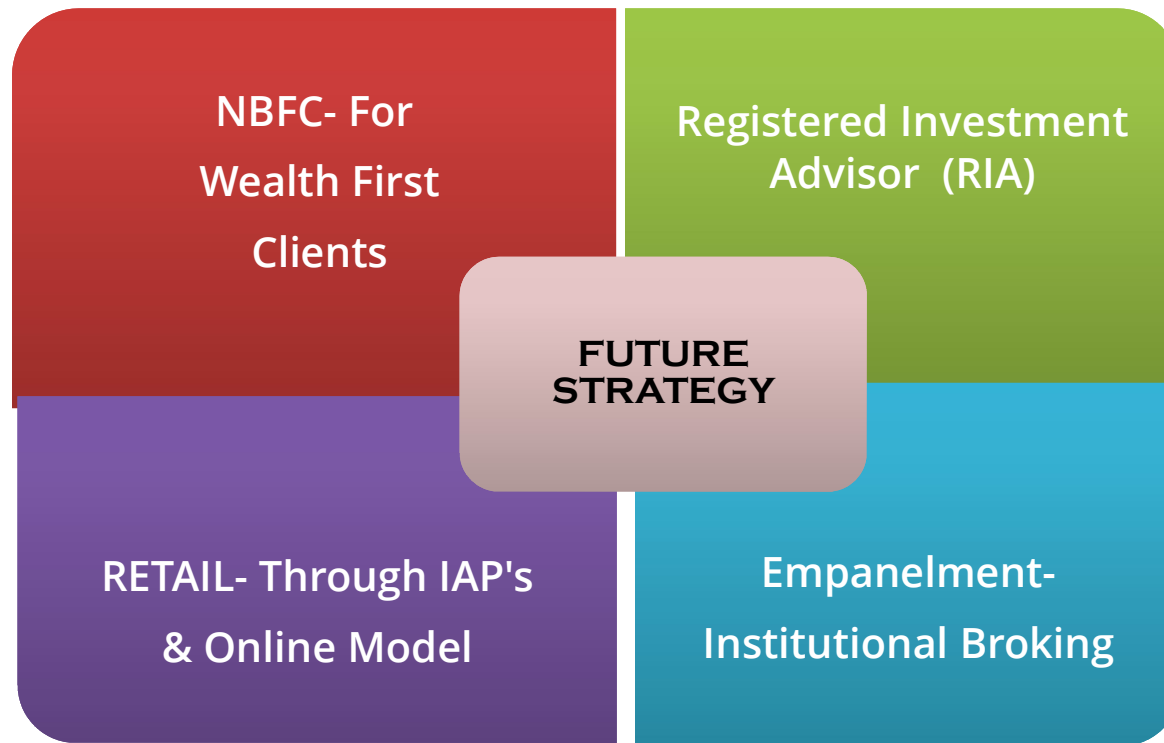 NBFC- For
Wealth First
Clients
Registered Investment
Advisor (RIA)
FUTURE
STRATEGY
RETAIL- Through IAP's
& Online Model
Empanelment-
Institutional Broking